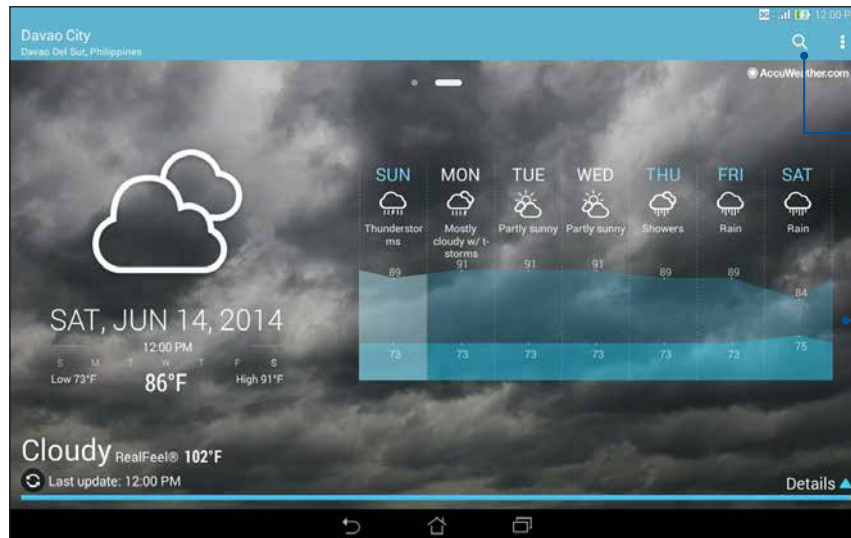 3G 12:00 P
Davao City
Davao Del Sur, Philippines
AccuWeather.com
SUN MON TUE WED THU FRI SAT
Thunderstor
ms
Mostly
cloudy w/ t-
storms
Partly sunny
Partly sunny
Showers
Rain
Rain
89 91 91 91 89 89 84
73 73 73 73 73 73 75
SAT, JUN 14, 2014
12:00 PM
S M T W T F S
Low 73°F 86°F High 91°F
Cloudy RealFeel® 102°F
Last update: 12:00 PM
Details